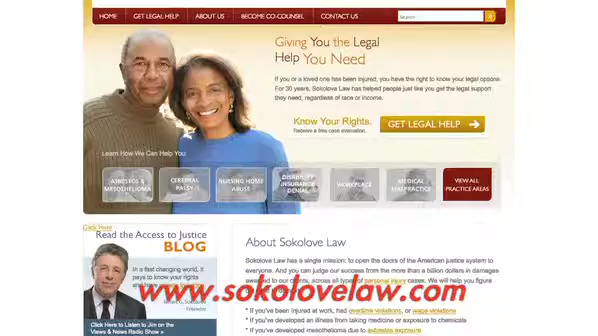 HOME
GET LEGAL HELP
ABOUT US
BECOME CO-COUNSEL
CONTACT US
Search
Giving You the Legal
Help You Need
If you or a loved one has been injured, you have the right to know your legal options.
For 30 years, Sokolove Law has helped people just like you get the legal support
they need, regardless of race or income.
Know Your Rights.
Receive a free case evaluation.
GET LEGAL HELP
Learn How We Can Help You
ASBESTOS &
MESOTHELIOMA
CEREBRAL
PALSY
NURSING HOME
ABUSE
DISABILITY
INSURANCE
DENIAL
WORKPLACE
MEDICAL
MALPRACTICE
VIEW ALL
PRACTICE AREAS
Click Here
Read the Access to Justice
BLOG
In a fast changing world, it
pays to know your rights
Founder
Click Here to Listen to Jim on the
Views & News Radio Show »
About Sokolove Law
Sokolove Law has a single mission: to open the doors of the American justice system to
everyone. And you can judge our success from the more than a billion dollars in damages
awarded to our clients, across all types of personal injury cases. We will help you figure
www.sokolovelaw.com
* If you've been injured at work, had overtime violations, or wage violations
* If you've developed an illness from taking medicine or exposure to chemicals
* If you've developed mesothelioma due to asbestos exposure